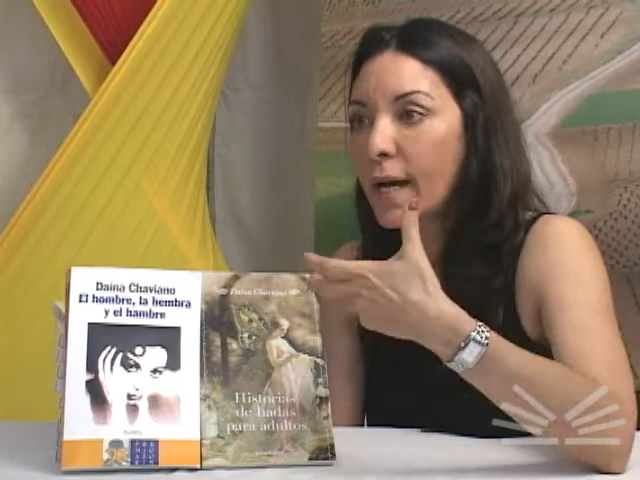 Daína Chaviano
El hombre, la hembra
y el hambre
Daína Chaviano
Historias
de hadas
para adultos